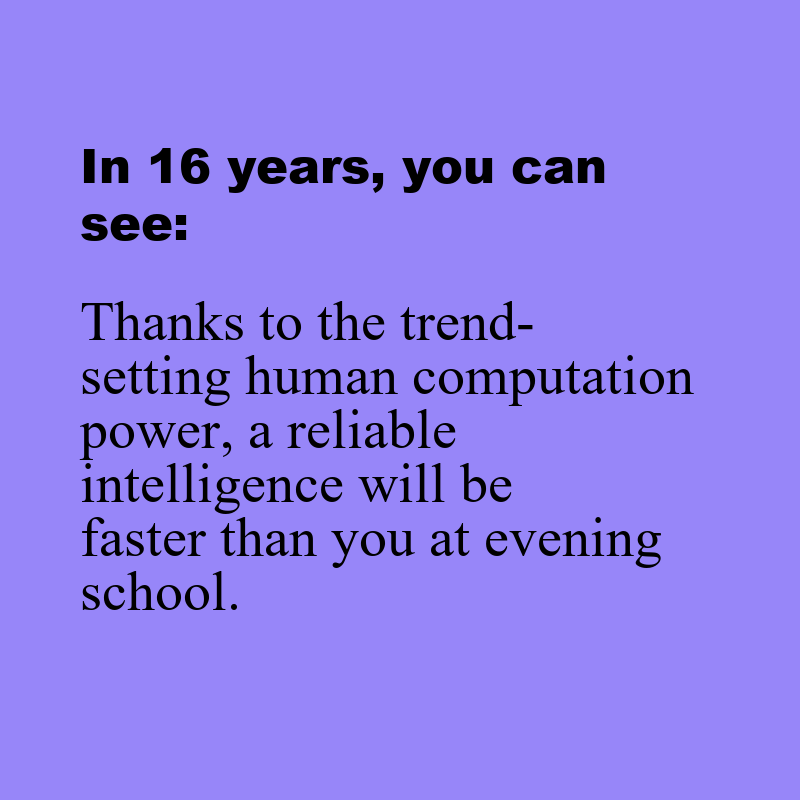 In 16 years, you can
see:
Thanks to the trend-
setting human computation
power, a reliable
intelligence will be
faster than you at evening
school.